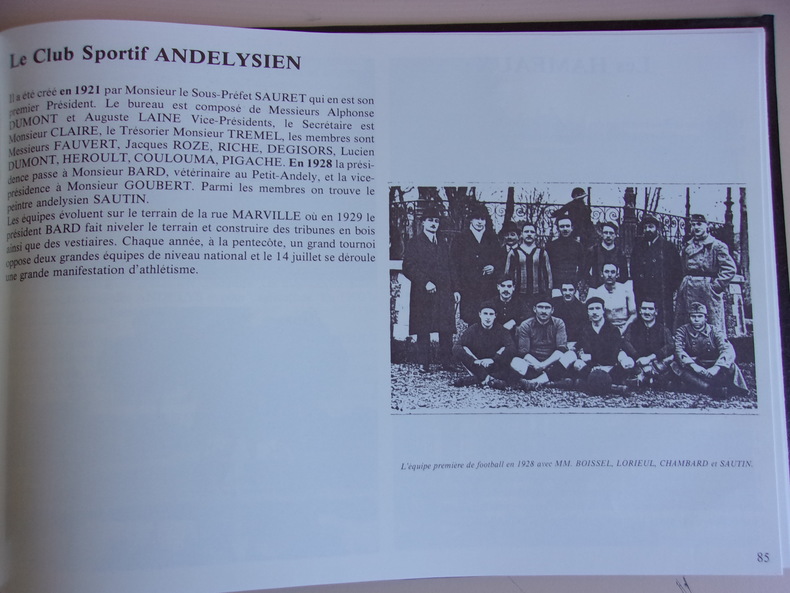 Le Club Sportif ANDELYSIEN
Il a été créé en 1921 par Monsieur le Sous-Préfet SAURET qui en est son
premier Président. Le bureau est composé de Messieurs Alphonse
DUMONT et Auguste LAINE Vice-Présidents, le Secrétaire est
Monsieur CLAIRE, le Trésorier Monsieur TREMEL, les membres sont
Messieurs FAUVERT, Jacques ROZE, RICHE, DEGISORS, Lucien
DUMONT, HEROULT, COULOUMA, PIGACHE. En 1928 la prési-
dence passe à Monsieur BARD, vétérinaire au Petit-Andely, et la vice-
présidence à Monsieur GOUBERT. Parmi les membres on trouve le
peintre andelysien SAUTIN.
Les équipes évoluent sur le terrain de la rue MARVILLE où en 1929 le
président BARD fait niveler le terrain et construire des tribunes en bois
ainsi que des vestiaires. Chaque année, à la pentecôte, un grand tournoi
oppose deux grandes équipes de niveau national et le 14 juillet se déroule
une grande manifestation d'athlétisme.
L'équipe première de football en 1928 avec MM. BOISSEL, LORIEUL, CHAMBARD et SAUTIN.
85